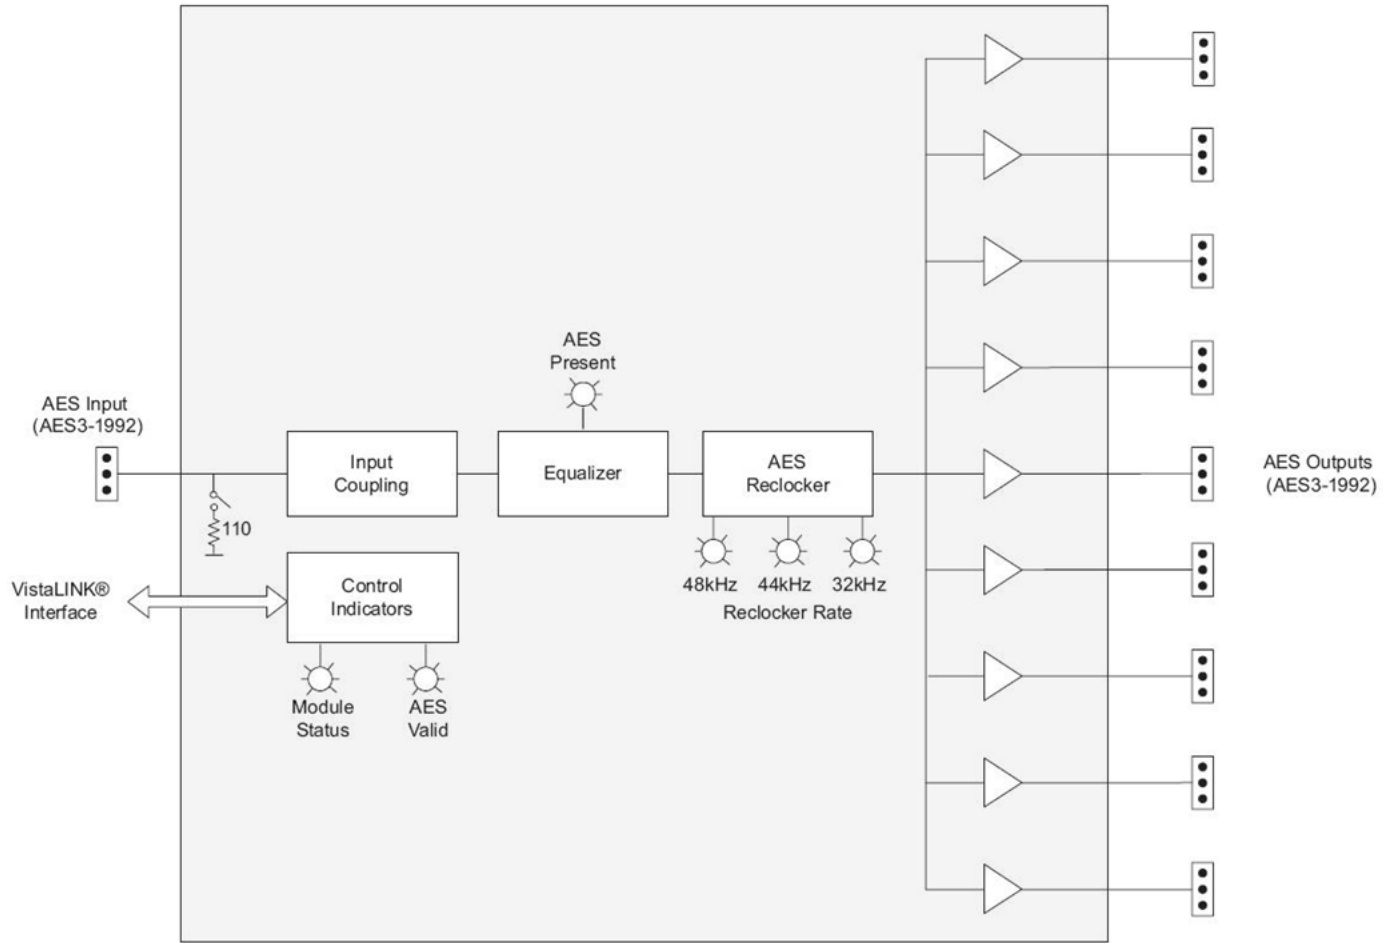 AES
Present
AES Input
(AES3-1992)
Input
Coupling
Equalizer
AES
Reclocker
AES Outputs
(AES3-1992)
110
48kHz
44kHz
32kHz
Reclocker Rate
VistaLINK®
Interface
Control
Indicators
Module
Status
AES
Valid